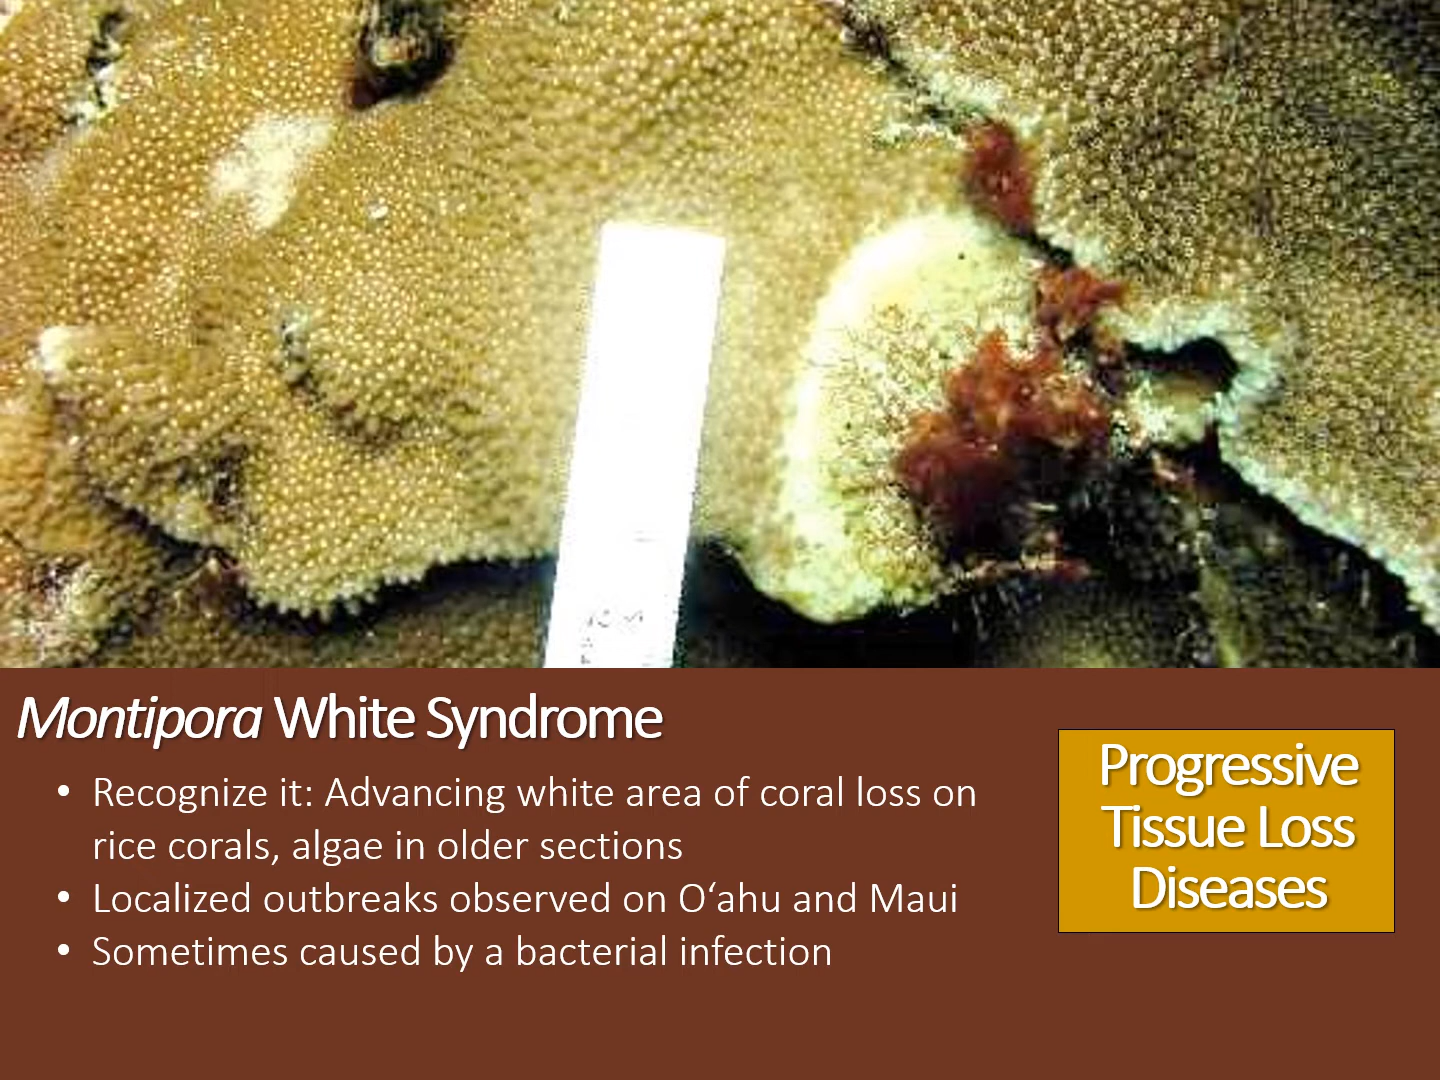 Montipora White Syndrome
• Recognize it: Advancing white area of coral loss on
rice corals, algae in older sections
• Localized outbreaks observed on O‘ahu and Maui
• Sometimes caused by a bacterial infection
Progressive
Tissue Loss
Diseases